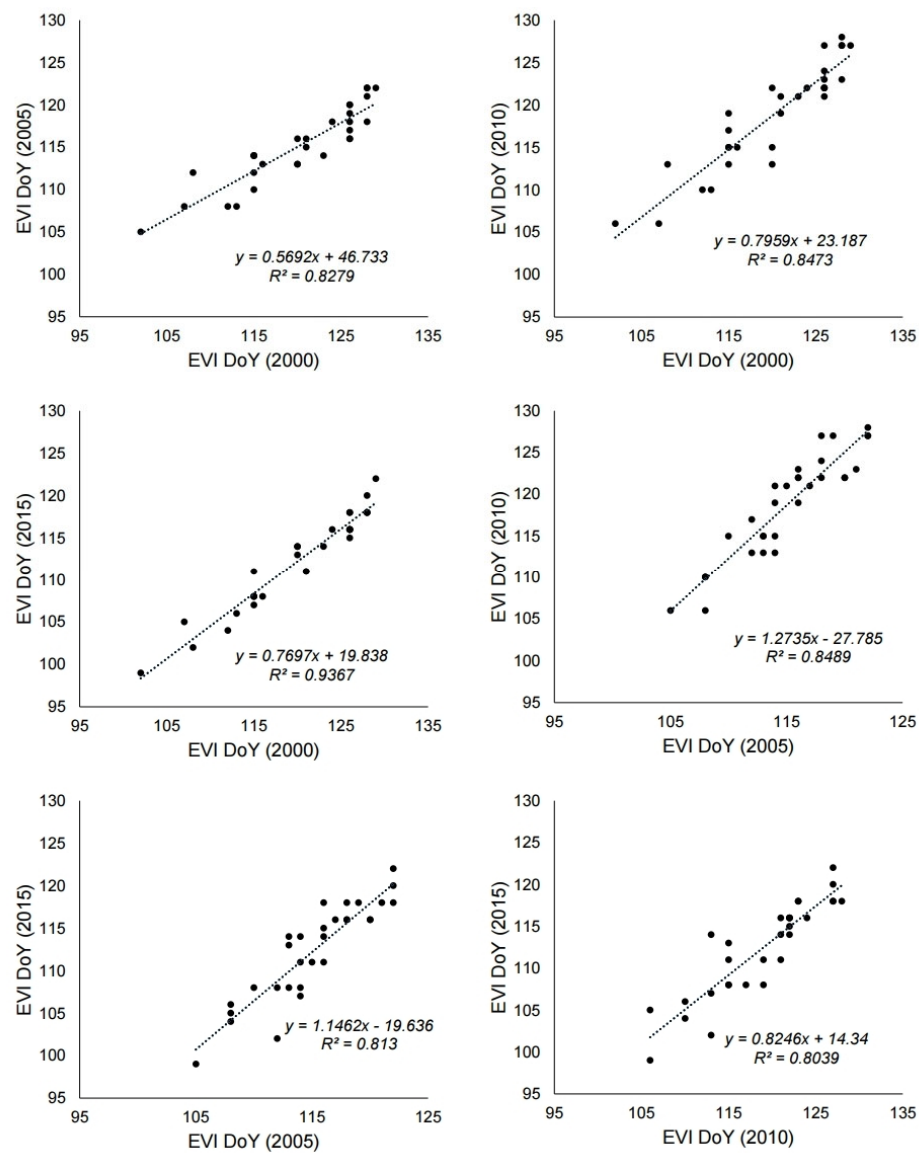 130
125
120
115
110
105
100
95
95 105 115 125 135
EVI DoY (2005)
EVI DoY (2000)
y = 0.5692x + 46.733
R² = 0.8279
130
125
120
115
110
105
100
95
95 105 115 125 135
EVI DoY (2010)
EVI DoY (2000)
y = 0.7959x + 23.187
R² = 0.8473
130
125
120
115
110
105
100
95
95 105 115 125 135
EVI DoY (2015)
EVI DoY (2000)
y = 0.7697x + 19.838
R² = 0.9367
130
125
120
115
110
105
100
95
95 105 115 125
EVI DoY (2010)
EVI DoY (2005)
y = 1.2735x - 27.785
R² = 0.8489
130
125
120
115
110
105
100
95
95 105 115 125
EVI DoY (2015)
EVI DoY (2005)
y = 1.1462x - 19.636
R² = 0.813
130
125
120
115
110
105
100
95
95 105 115 125 135
EVI DoY (2015)
EVI DoY (2010)
y = 0.8246x + 14.34
R² = 0.8039